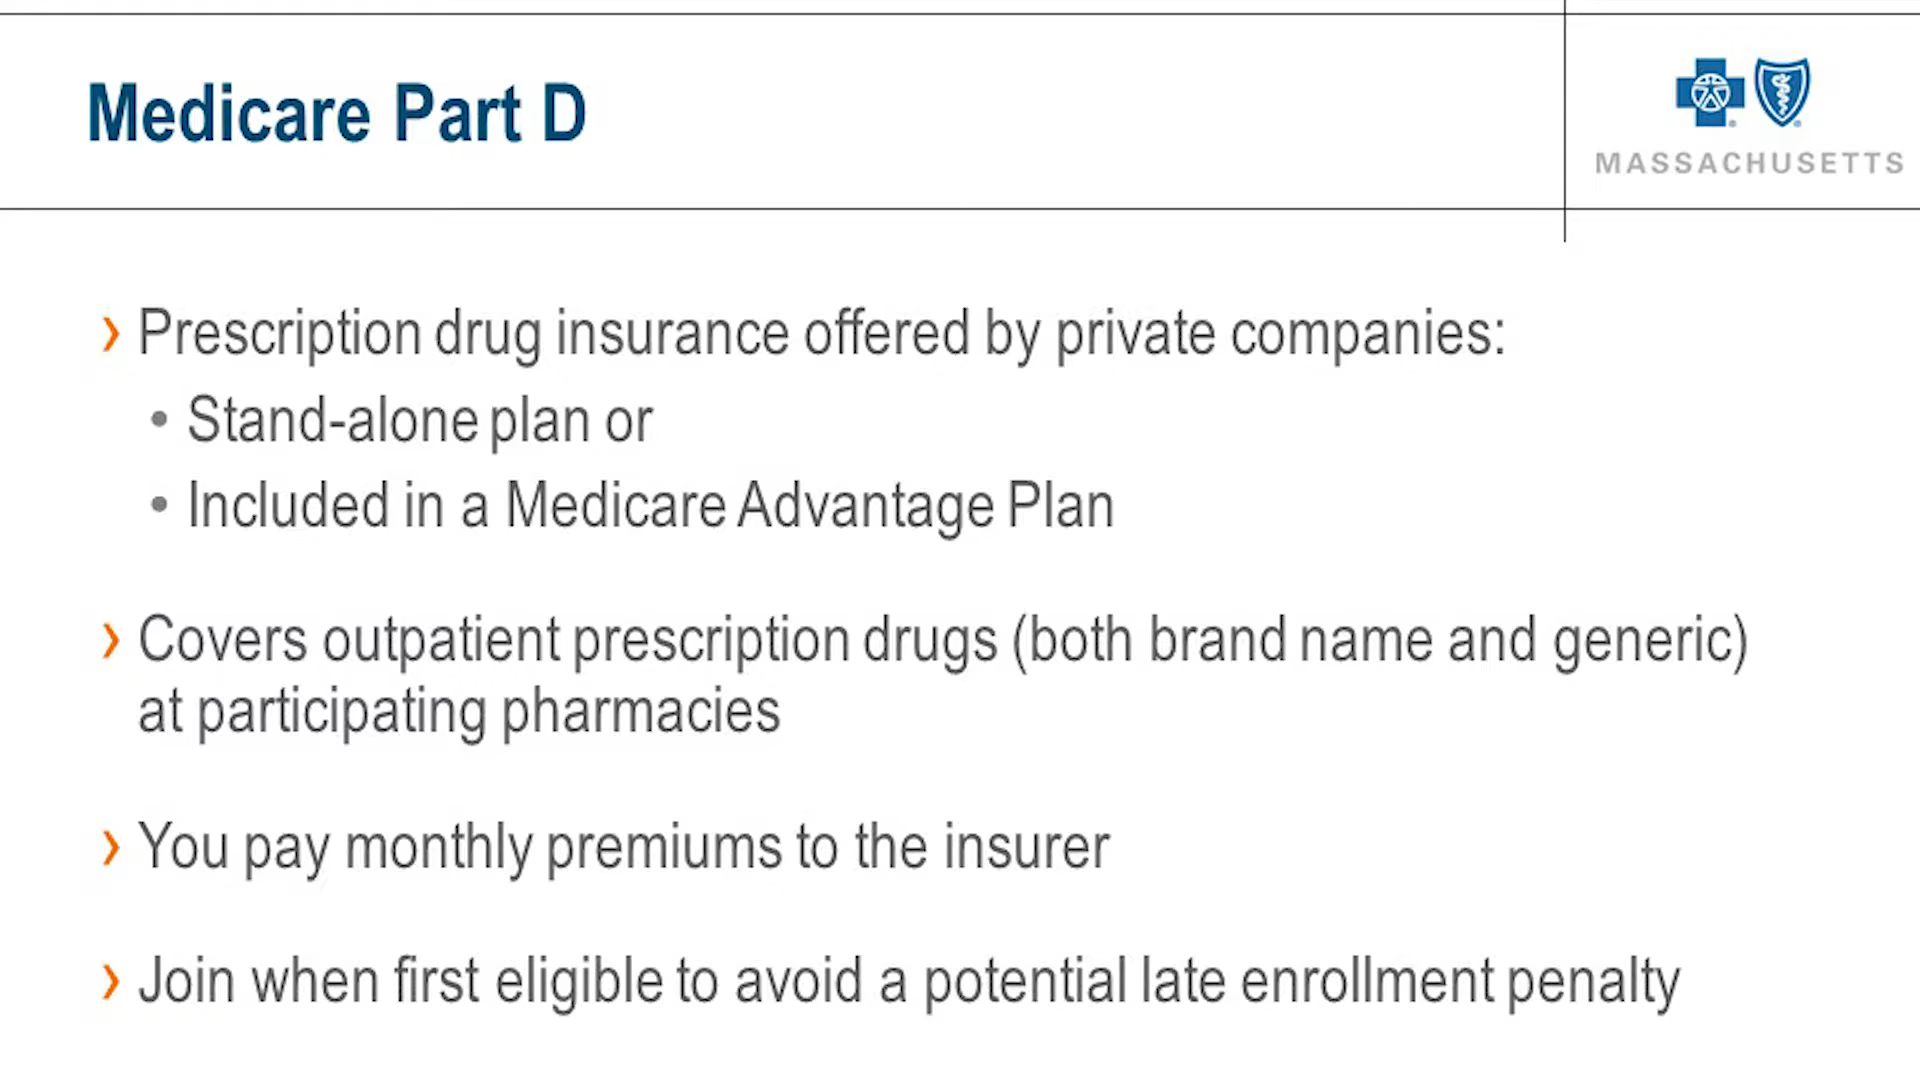 Medicare Part D
MASSACHUSETTS
› Prescription drug insurance offered by private companies:
• Stand-alone plan or
• Included in a Medicare Advantage Plan
› Covers outpatient prescription drugs (both brand name and generic)
at participating pharmacies
› You pay monthly premiums to the insurer
› Join when first eligible to avoid a potential late enrollment penalty